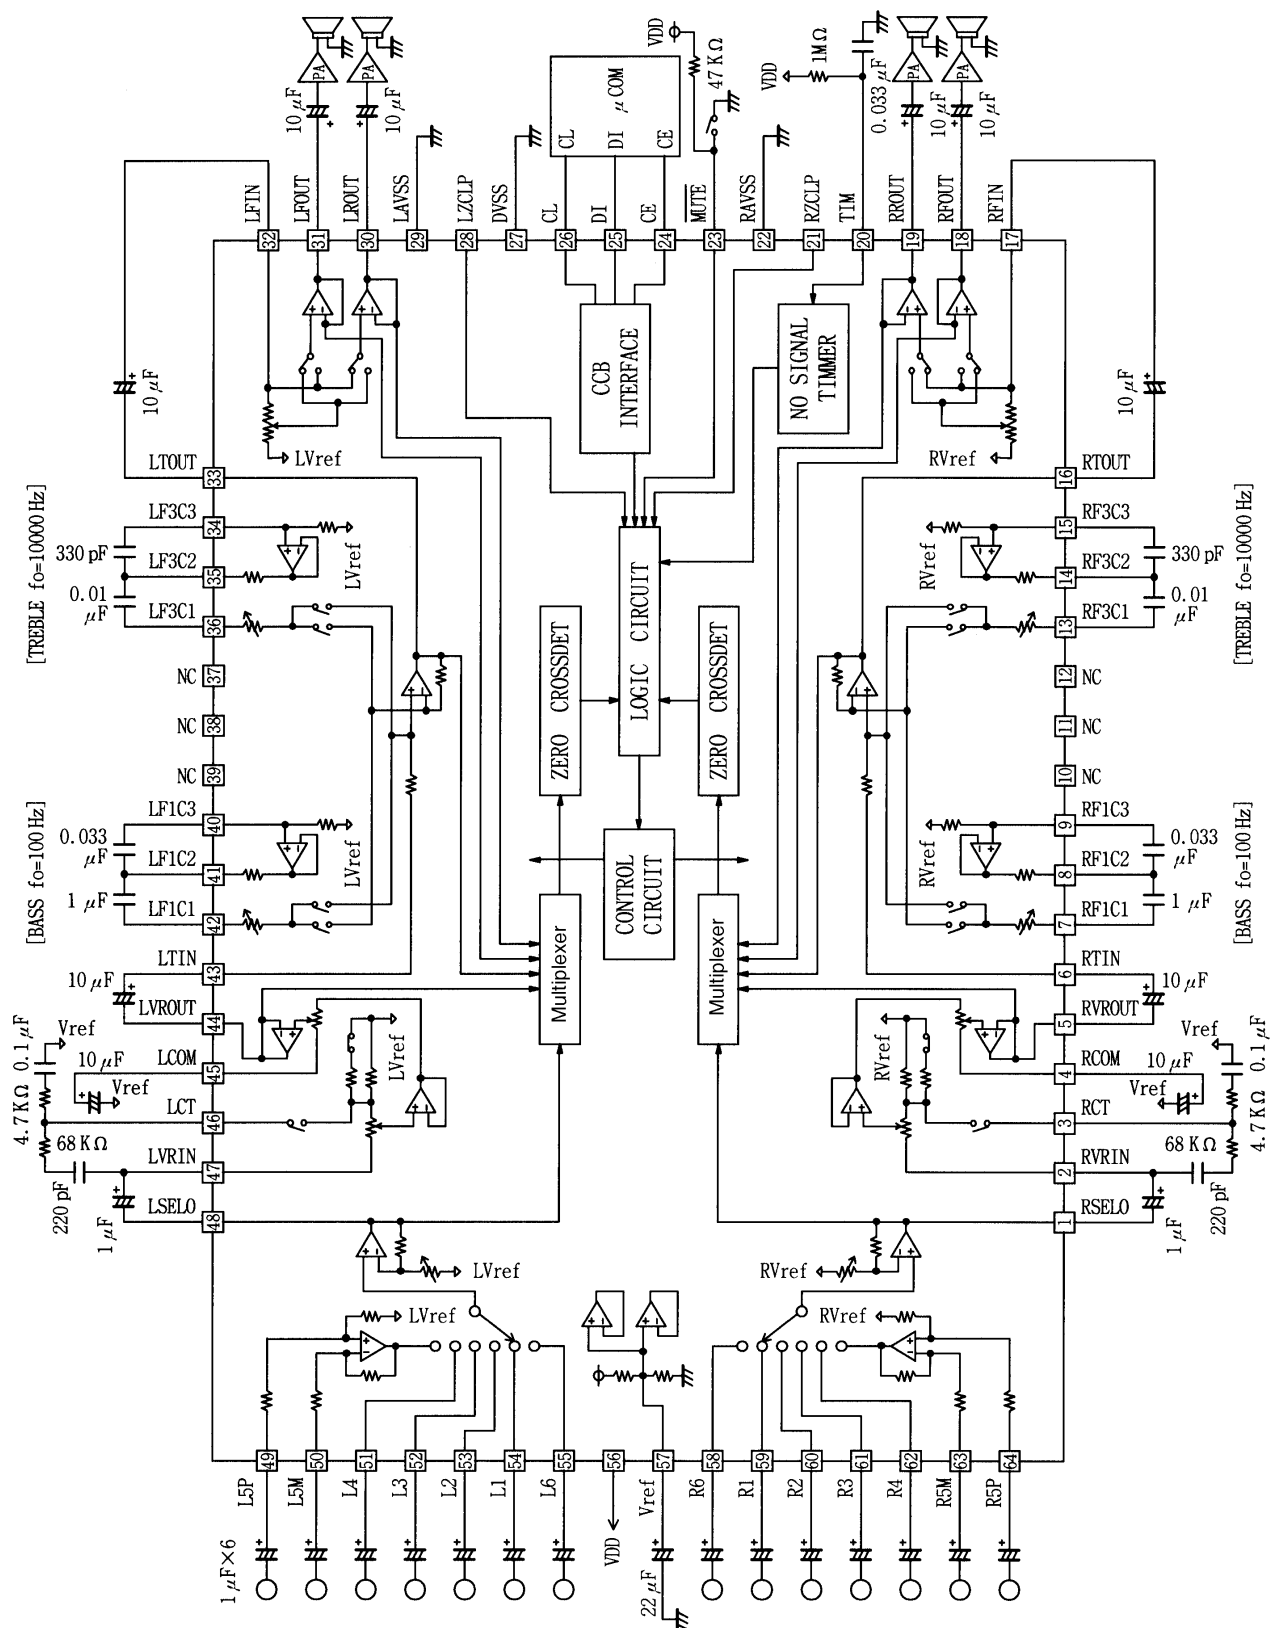 PA
PA
10 μF
10 μF
μCOM
CL
DI
CE
VDD
47 KΩ
VDD
1MΩ
0.033 μF
PA
PA
10 μF
10 μF
LFIN
LFOUT
LROUT
LAVSS
LZCLP
DVSS
CL
DI
CE
MUTE
RAVSS
RZCLP
TIM
RROUT
RFOUT
RFIN
32
31
30
29
28
27
26
25
24
23
22
21
20
19
18
17
10 μF
CCB
INTERFACE
NO SIGNAL
TIMMER
10 μF
LVref
RVref
LTOUT
33
16
RTOUT
[TREBLE fo=10000 Hz]
LF3C3
34
330 pF
LF3C2
35
0.01
μF
LF3C1
36
LVref
RVref
15
RF3C3
330 pF
14
RF3C2
0.01
μF
13
RF3C1
[TREBLE fo=10000 Hz]
ZERO CROSSDET
LOGIC CIRCUIT
ZERO CROSSDET
NC
37
12
NC
NC
38
11
NC
NC
39
10
NC
[BASS fo=100Hz]
LF1C3
40
0.033
μF
LF1C2
41
1 μF
LF1C1
42
LVref
RVref
9
RF1C3
0.033
μF
8
RF1C2
1 μF
7
RF1C1
[BASS fo=100Hz]
CONTROL
CIRCUIT
Multiplexer
Multiplexer
LTIN
43
6
RTIN
10 μF
10 μF
LVROUT
44
5
RVROUT
Vref
Vref
0.1 μF
0.1 μF
LCOM
45
4
RCOM
10 μF
10 μF
Vref
Vref
LVref
RVref
4.7KΩ
4.7KΩ
LCT
46
3
RCT
68 KΩ
68 KΩ
LVRIN
47
2
RVRIN
220 pF
220 pF
LSELO
48
1
RSELO
1 μF
1 μF
LVref
RVref
LVref
RVref
49
50
51
52
53
54
55
56
57
58
59
60
61
62
63
64
L5P
L5M
L4
L3
L2
L1
L6
VDD
Vref
R6
R1
R2
R3
R4
R5M
R5P
1 μF×6
22 μF